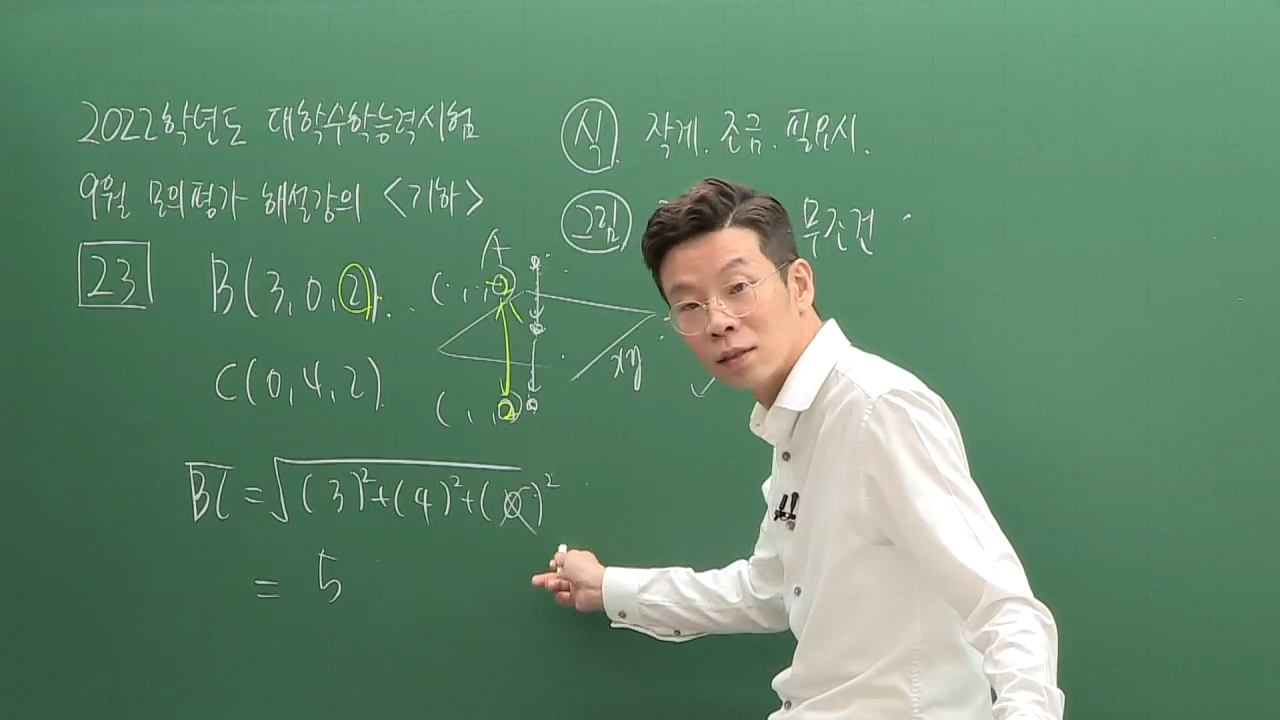 2022학년도 대학수학능력시험
9월 모의평가 해설강의 <기하>
식. 작게. 조금. 필요시.
그림 무조건
23 B(3,0,2)
A
C(0,4,2)
xy
BC = √(3)²+(4)²+(0)²
= 5